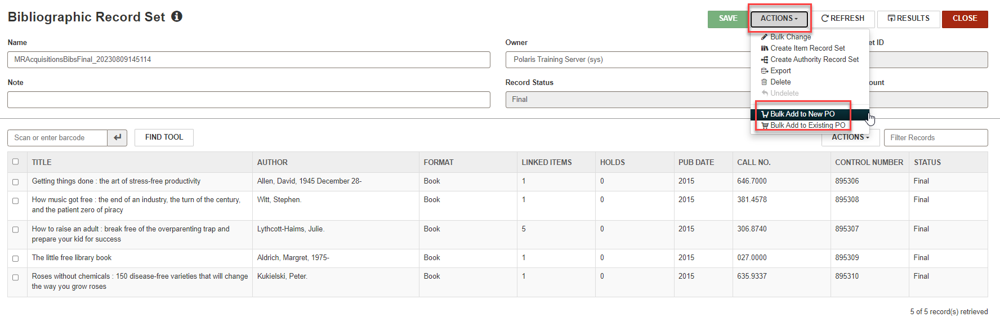 Bibliographic Record Set
SAVE
ACTIONS
REFRESH
RESULTS
CLOSE
Name
Owner
et ID
MRAcquisitionsBibsFinal_20230809145114
Polaris Training Server (sys)
Note
Record Status
ount
Final
Bulk Change
Create Item Record Set
Create Authority Record Set
Export
Delete
Undelete
Bulk Add to New PO
Bulk Add to Existing PO
Scan or enter barcode
FIND TOOL
ACTIONS
Filter Records
TITLE AUTHOR FORMAT LINKED ITEMS HOLDS PUB DATE CALL NO. CONTROL NUMBER STATUS
Getting things done : the art of stress-free productivity Allen, David, 1945 December 28- Book 1 0 2015 646.7000 895306 Final
How music got free : the end of an industry, the turn of the century, Witt, Stephen. Book 1 0 2015 381.4578 895308 Final
and the patient zero of piracy
How to raise an adult : break free of the overparenting trap and Lythcott-Haims, Julie. Book 5 0 2015 306.8740 895307 Final
prepare your kid for success
The little free library book Aldrich, Margret, 1975- Book 1 0 2015 027.0000 895309 Final
Roses without chemicals : 150 disease-free varieties that will change Kukielski, Peter. Book 1 0 2015 635.9337 895310 Final
the way you grow roses
5 of 5 record(s) retrieved